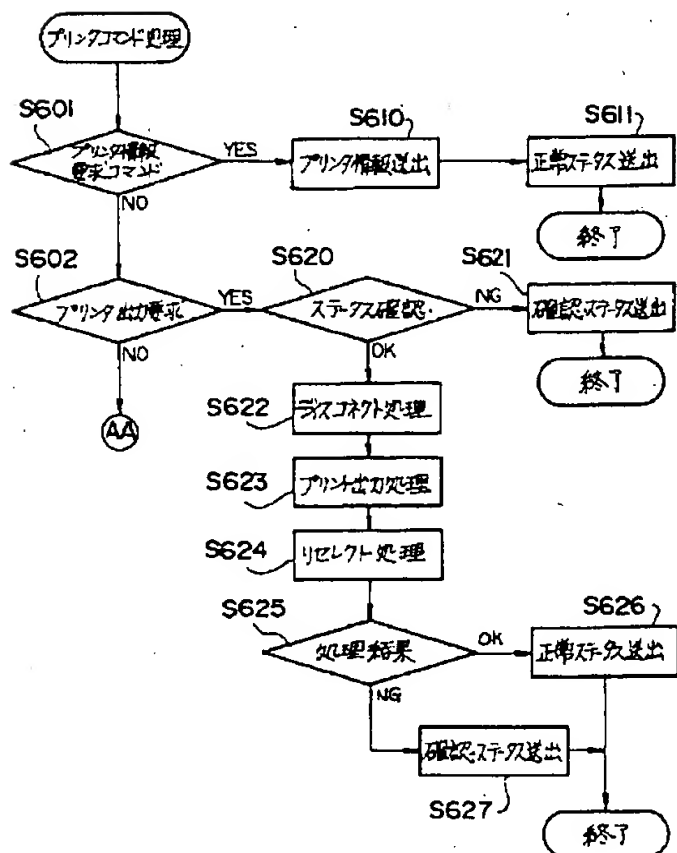 プリンタコマンド処理
S601
プリンタ情報
要求コマンド
YES
NO
S610
プリンタ情報送出
S611
正常ステータス送出
終了
S602
プリンタ出力要求
YES
NO
AA
S620
ステータス確認
NG
OK
S621
確認・ステータス送出
終了
S622
ディスコネクト処理
S623
プリント出力処理
S624
リセレクト処理
S625
処理結果
OK
NG
S626
正常ステータス送出
確認・ステータス送出
S627
終了